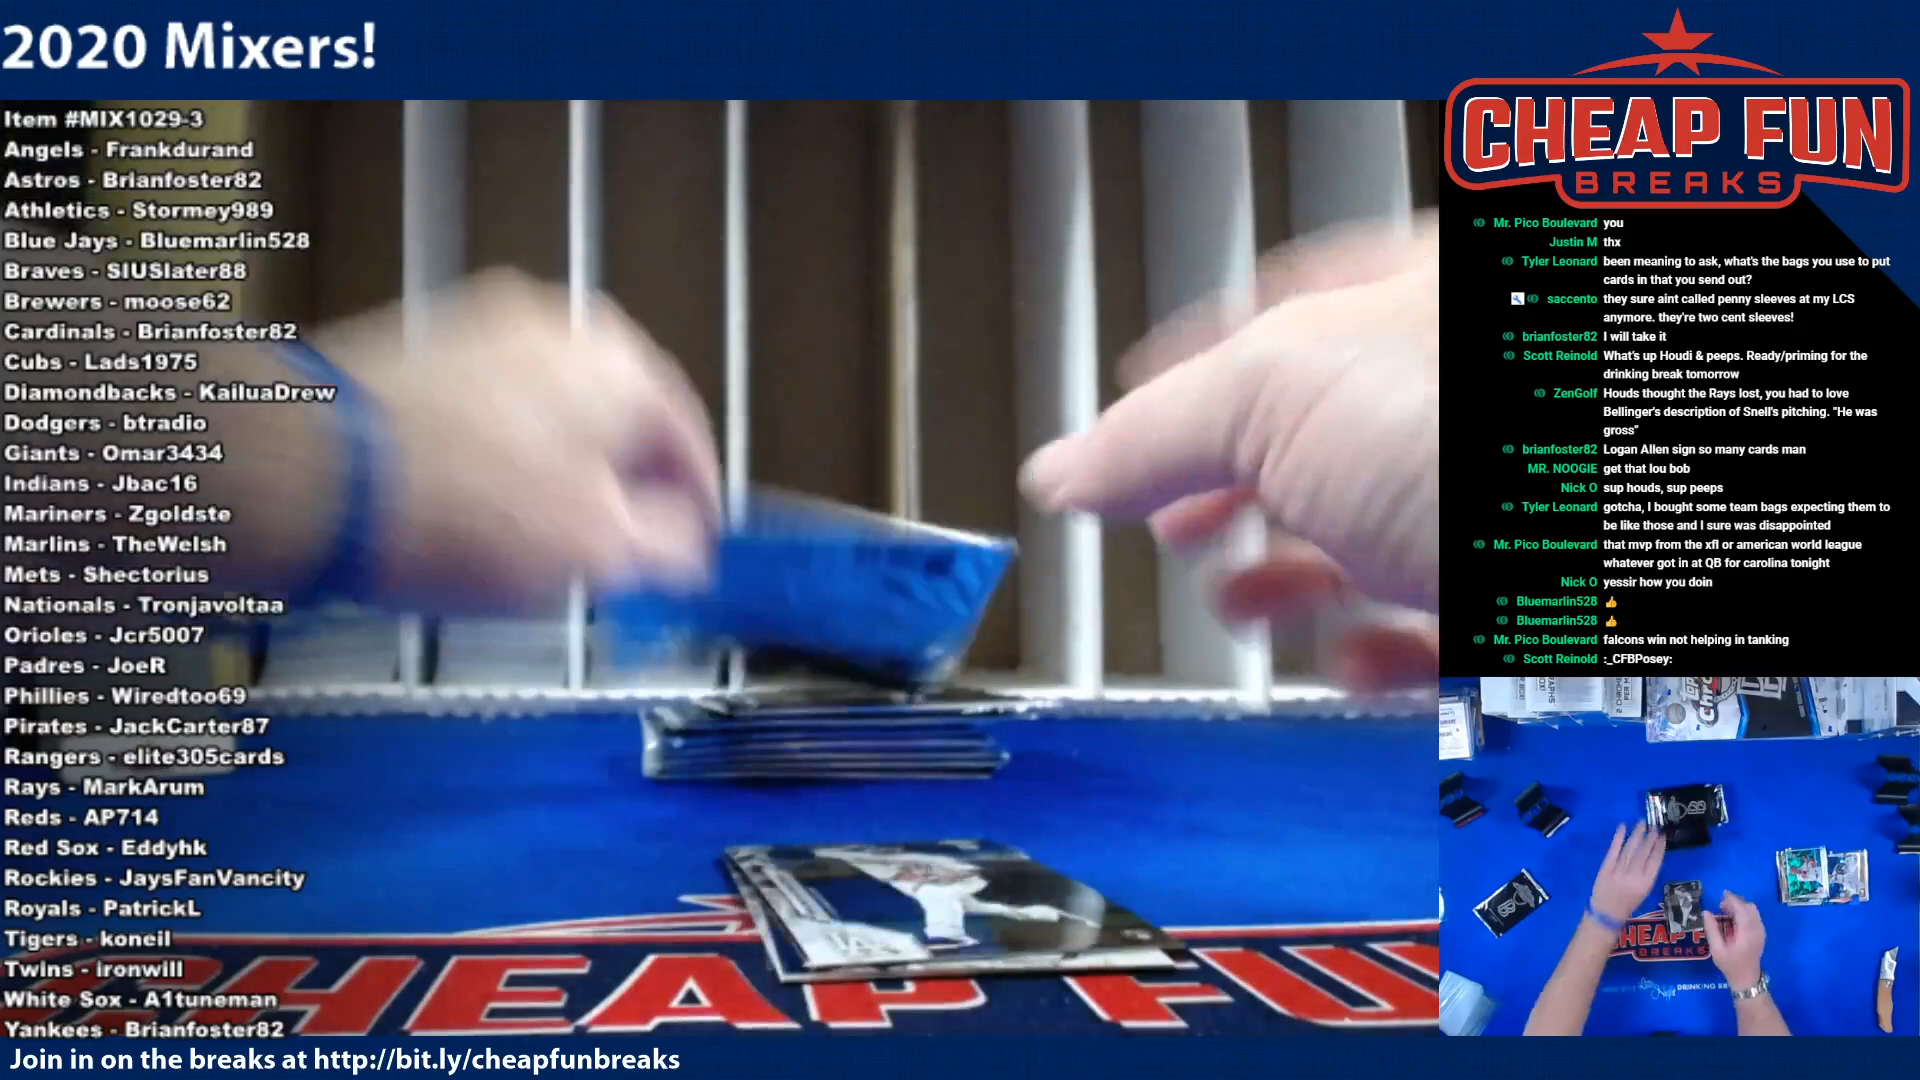 2020 Mixers!
Item #MIX1029-3
Angels - Frankdurand
Astros - Brianfoster82
Athletics - Stormey989
Blue Jays - Bluemarlin528
Braves - SIUSlater88
Brewers - moose62
Cardinals - Brianfoster82
Cubs - Lads1975
Diamondbacks - KailuaDrew
Dodgers - btradio
Giants - Omar3434
Indians - Jbac16
Mariners - Zgoldste
Marlins - TheWelsh
Mets - Shectorius
Nationals - Tronjavoltaa
Orioles - Jcr5007
Padres - JoeR
Phillies - Wiredtoo69
Pirates - JackCarter87
Rangers - elite305cards
Rays - MarkArum
Reds - AP714
Red Sox - Eddyhk
Rockies - JaysFanVancity
Royals - PatrickL
Tigers - koneil
Twins - ironwill
White Sox - A1tuneman
Yankees - Brianfoster82
Join in on the breaks at http://bit.ly/cheapfunbreaks
CHEAP FU
CHEAP FUN
BREAKS
Mr. Pico Boulevard you
Justin M thx
Tyler Leonard been meaning to ask, what's the bags you use to put
cards in that you send out?
saccento they sure aint called penny sleeves at my LCS
anymore. they're two cent sleeves!
brianfoster82 I will take it
Scott Reinold What's up Houdi & peeps. Ready/priming for the
drinking break tomorrow
ZenGolf Houds thought the Rays lost, you had to love
Bellinger's description of Snell's pitching. "He was
gross"
brianfoster82 Logan Allen sign so many cards man
MR. NOOGIE get that lou bob
Nick O sup houds, sup peeps
Tyler Leonard gotcha, I bought some team bags expecting them to
be like those and I sure was disappointed
Mr. Pico Boulevard that mvp from the xfl or american world league
whatever got in at QB for carolina tonight
Nick O yessir how you doin
Bluemarlin528 👍
Bluemarlin528 👍
Mr. Pico Boulevard falcons win not helping in tanking
Scott Reinold :_CFBPosey:
CHEAP FUN
BREAKS
DRINKING